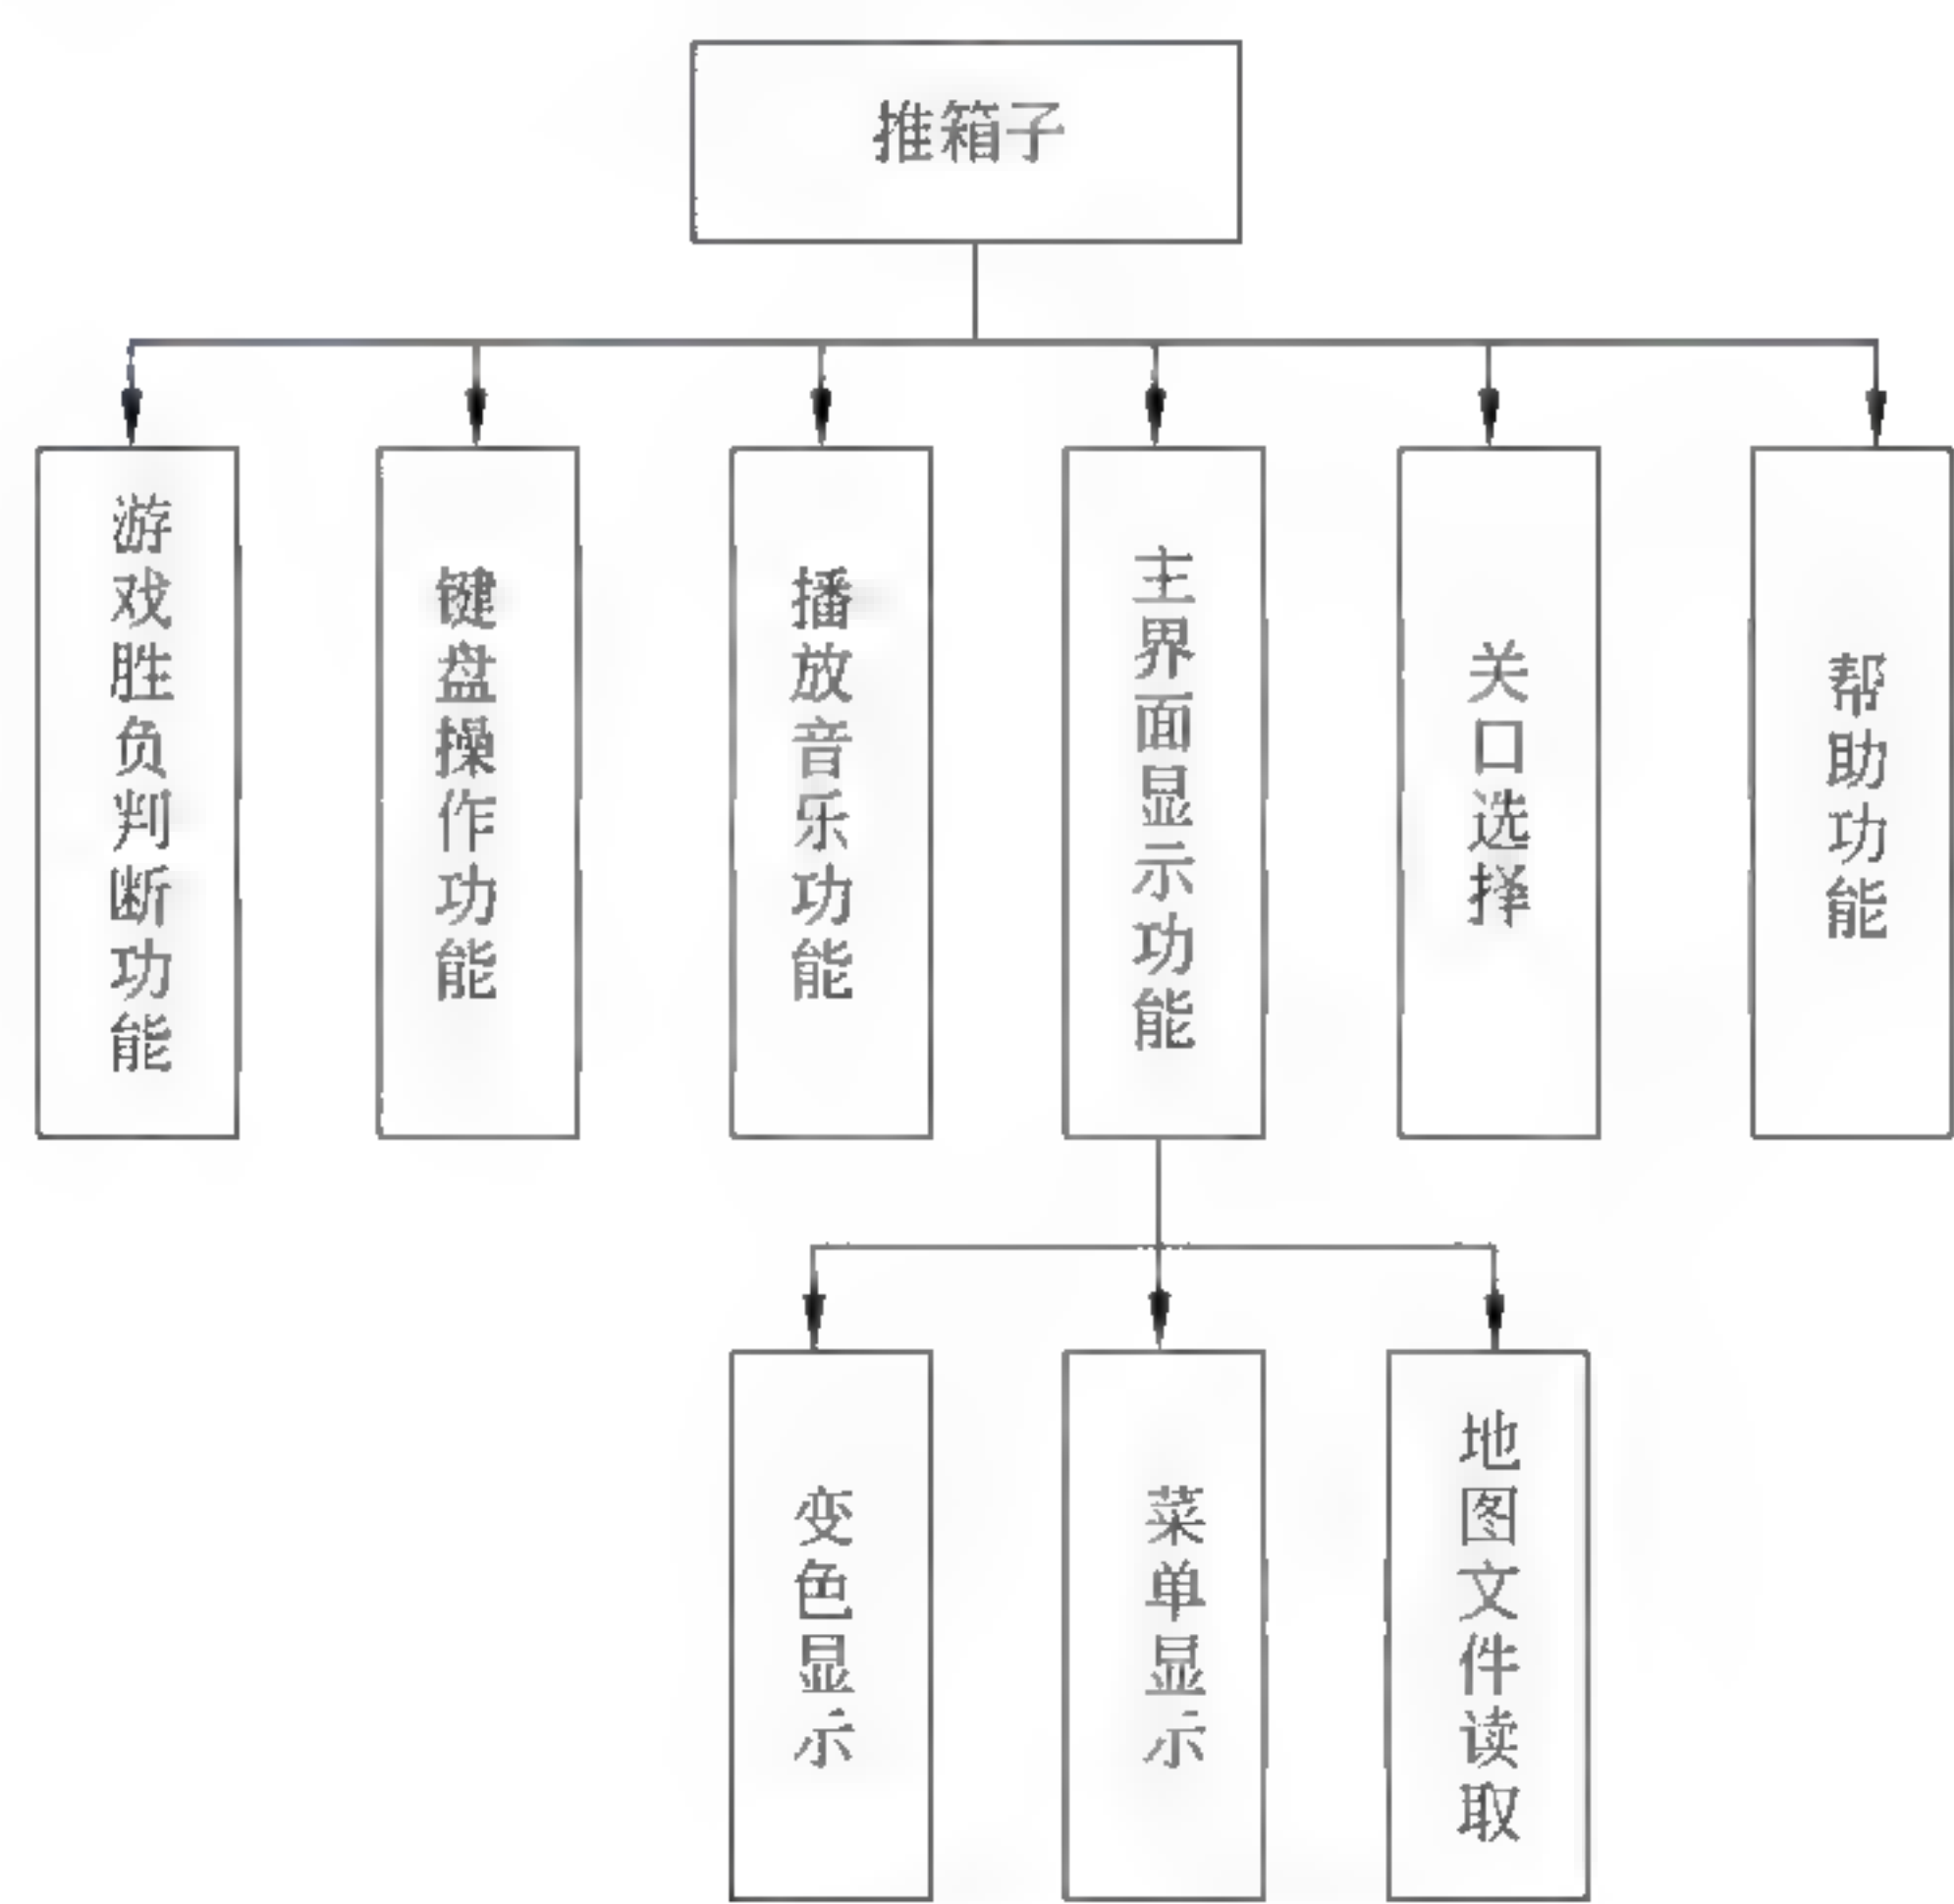 推箱子
游戏胜负判断功能
键盘操作功能
播放音乐功能
主界面显示功能
关口选择
帮助功能
变色显示
菜单显示
地图文件读取